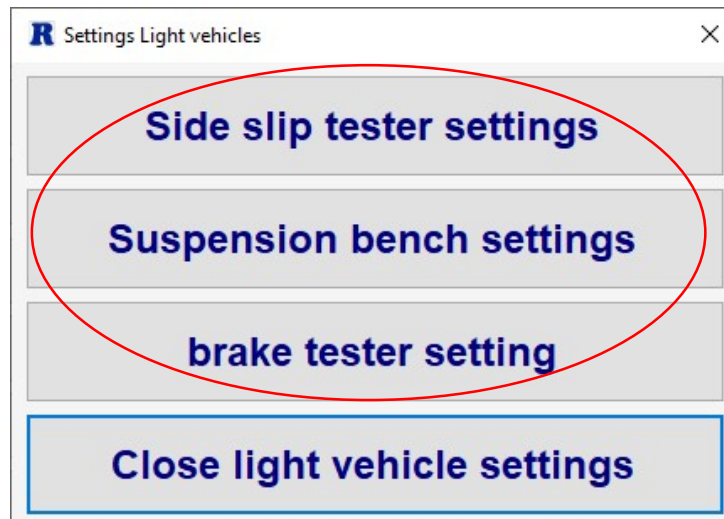 R Settings Light vehicles
Side slip tester settings
Suspension bench settings
brake tester setting
Close light vehicle settings